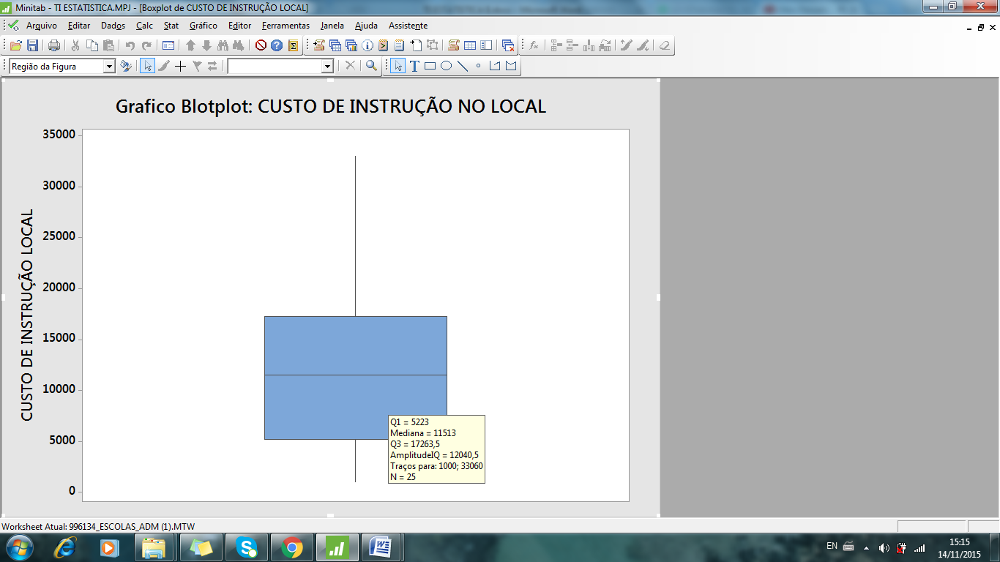 Minitab - TI ESTATISTICA.MPJ - [Boxplot de CUSTO DE INSTRUÇÃO LOCAL]
Arquivo Editar Dados Calc Stat Gráfico Editor Ferramentas Janela Ajuda Assistente
Região da Figura
Grafico Blotplot: CUSTO DE INSTRUÇÃO NO LOCAL
CUSTO DE INSTRUÇÃO LOCAL
35000
30000
25000
20000
15000
10000
5000
0
Q1 = 5223
Mediana = 11513
Q3 = 17263,5
AmplitudeIQ = 12040,5
Traços para: 1000; 33060
N = 25
Worksheet Atual: 996134_ESCOLAS_ADM (1).MTW
EN
15:15
14/11/2015